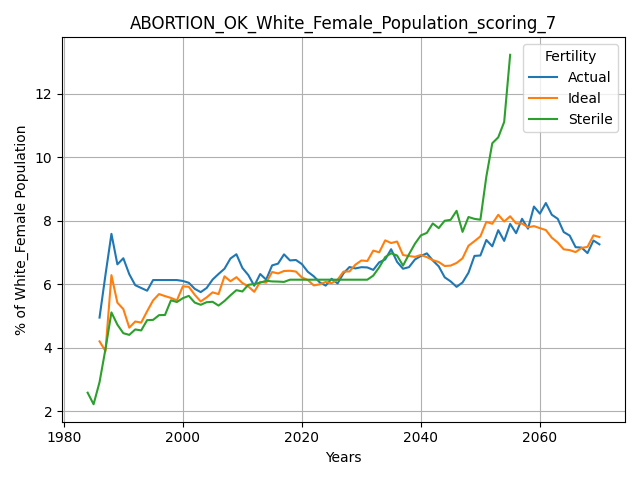 ABORTION_OK_White_Female_Population_scoring_7
Fertility
Actual
Ideal
Sterile
% of White_Female Population
12
10
8
6
4
2
1980
2000
2020
2040
2060
Years